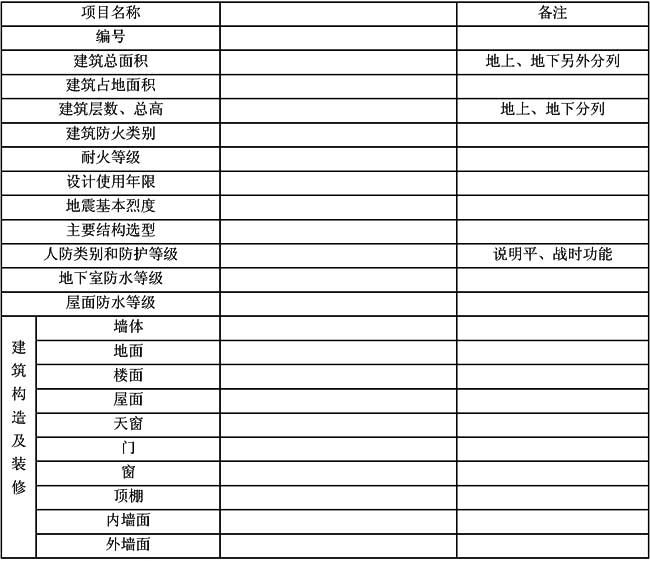 项目名称 备注
编号
建筑总面积 地上、地下另外分列
建筑占地面积
建筑层数、总高 地上、地下分列
建筑防火类别
耐火等级
设计使用年限
地震基本烈度
主要结构选型
人防类别和防护等级 说明平、战时功能
地下室防水等级
屋面防水等级
建筑构造及装修
墙体
地面
楼面
屋面
天窗
门
窗
顶棚
内墙面
外墙面